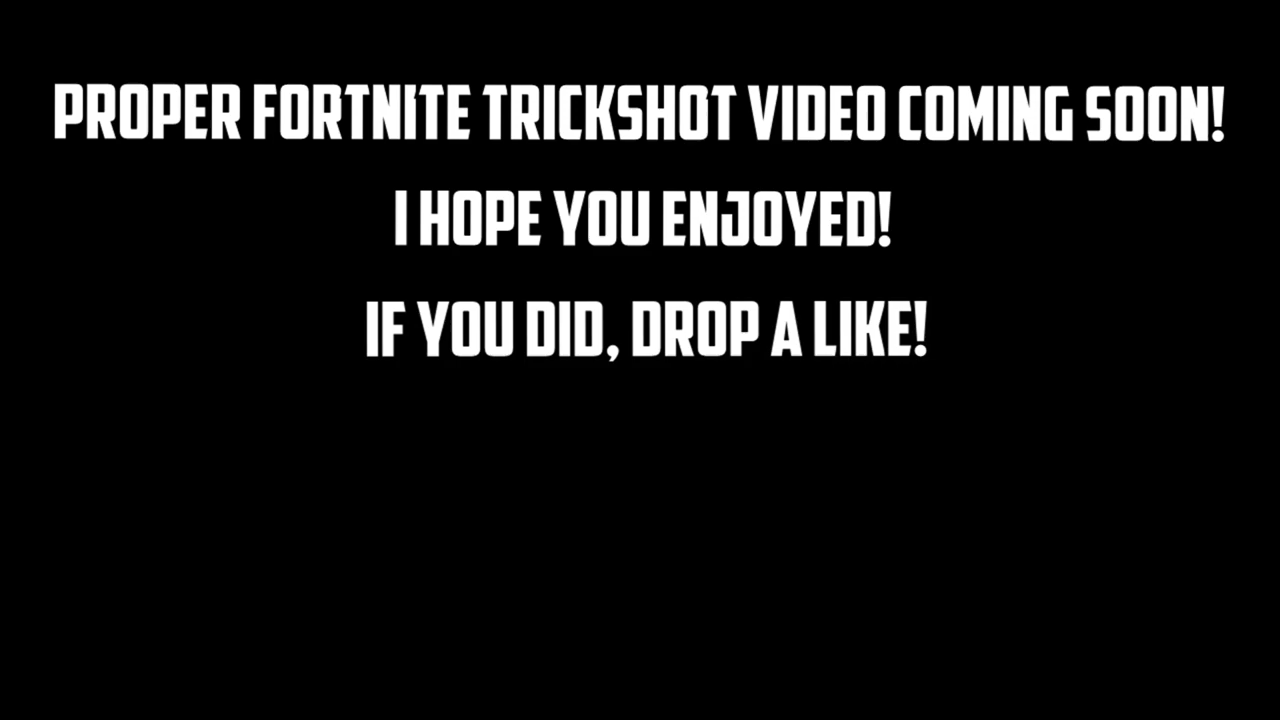 PROPER FORTNITE TRICKSHOT VIDEO COMING SOON!
I HOPE YOU ENJOYED!
IF YOU DID, DROP A LIKE!